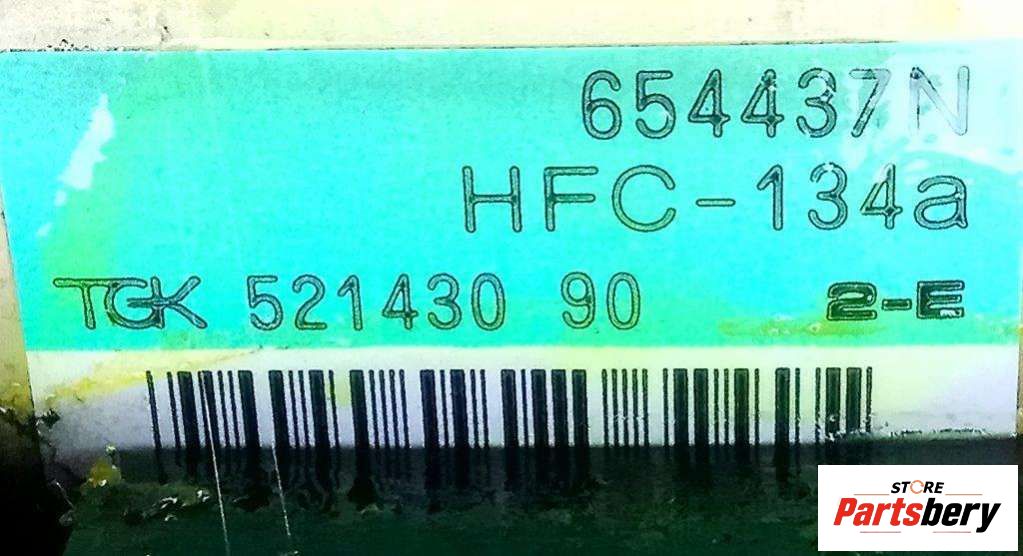 654437N
HFC-134a
TGK 521430 90 2-E
STORE
Partsbery